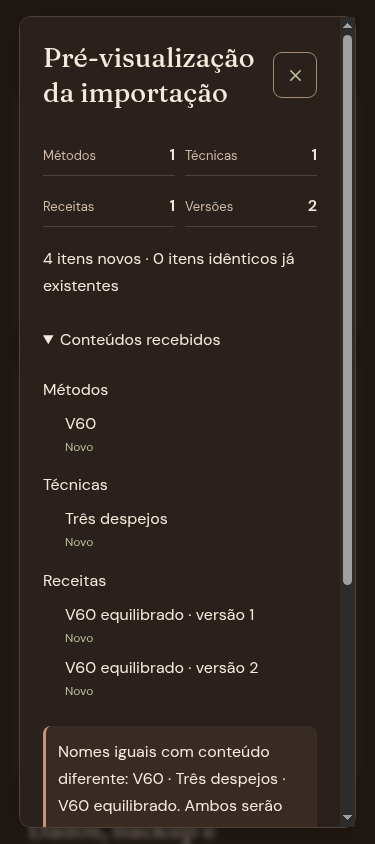 Pré-visualização
da importação
Métodos 1 Técnicas 1
Receitas 1 Versões 2
4 itens novos · 0 itens idênticos já
existentes
▼ Conteúdos recebidos
Métodos
V60
Novo
Técnicas
Três despejos
Novo
Receitas
V60 equilibrado · versão 1
Novo
V60 equilibrado · versão 2
Novo
Nomes iguais com conteúdo
diferente: V60 · Três despejos ·
V60 equilibrado. Ambos serão